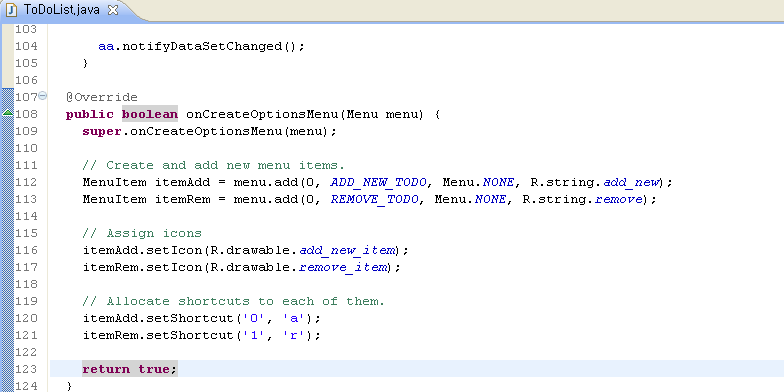 ToDoList.java
103
104 aa.notifyDataSetChanged();
105 }
106
107 @Override
108 public boolean onCreateOptionsMenu(Menu menu) {
109 super.onCreateOptionsMenu(menu);
110
111 // Create and add new menu items.
112 MenuItem itemAdd = menu.add(0, ADD_NEW_TODO, Menu.NONE, R.string.add_new);
113 MenuItem itemRem = menu.add(0, REMOVE_TODO, Menu.NONE, R.string.remove);
114
115 // Assign icons
116 itemAdd.setIcon(R.drawable.add_new_item);
117 itemRem.setIcon(R.drawable.remove_item);
118
119 // Allocate shortcuts to each of them.
120 itemAdd.setShortcut('0', 'a');
121 itemRem.setShortcut('1', 'r');
122
123 return true;
124 }